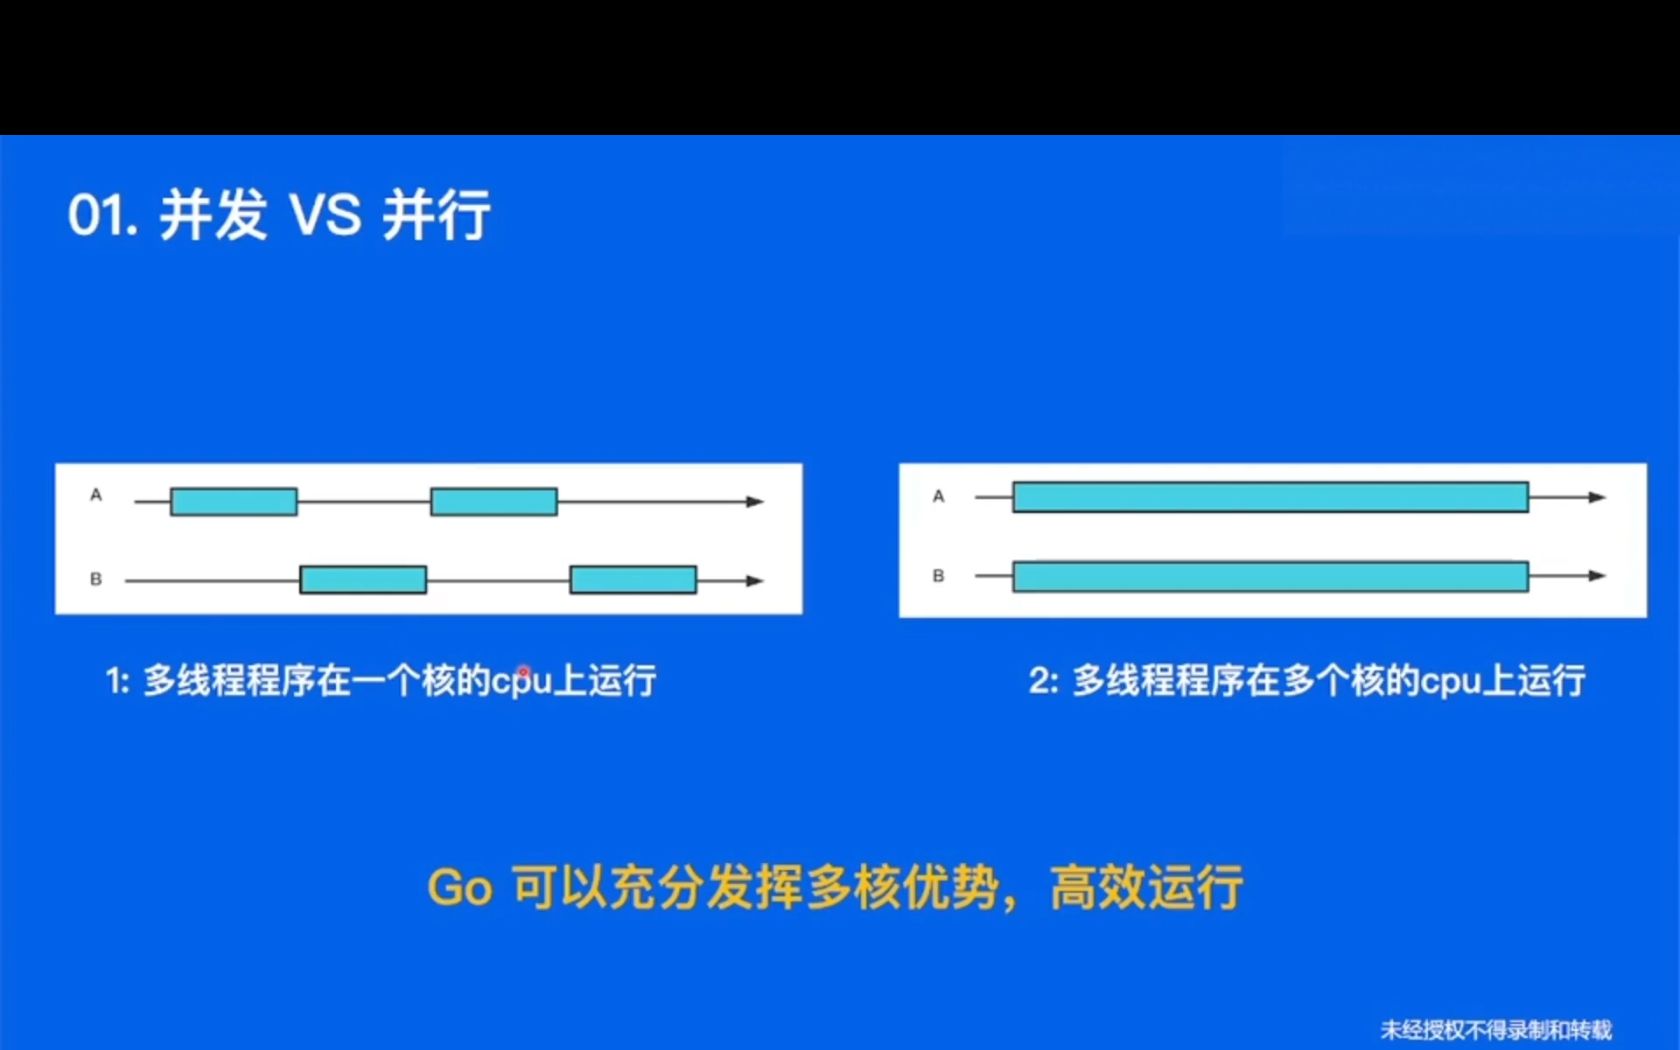 01. 并发 VS 并行
A
B
A
B
1: 多线程程序在一个核的cpu上运行
2: 多线程程序在多个核的cpu上运行
Go 可以充分发挥多核优势，高效运行
未经授权不得录制和转载